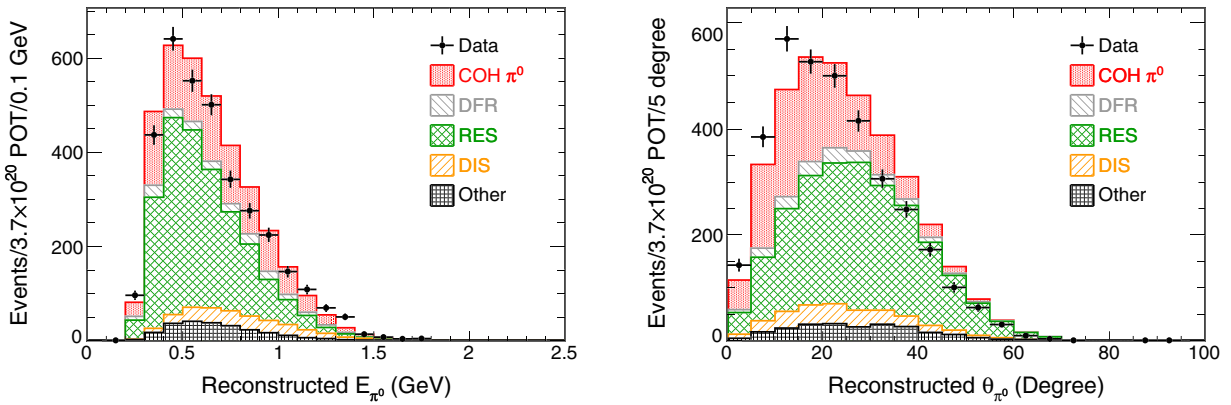 Events/3.7×10²⁰ POT/0.1 GeV
600
400
200
0
0
0.5
1
1.5
2
2.5
Reconstructed E_π⁰ (GeV)
Data
COH π⁰
DFR
RES
DIS
Other
Events/3.7×10²⁰ POT/5 degree
600
400
200
0
0
20
40
60
80
100
Reconstructed θ_π⁰ (Degree)
Data
COH π⁰
DFR
RES
DIS
Other